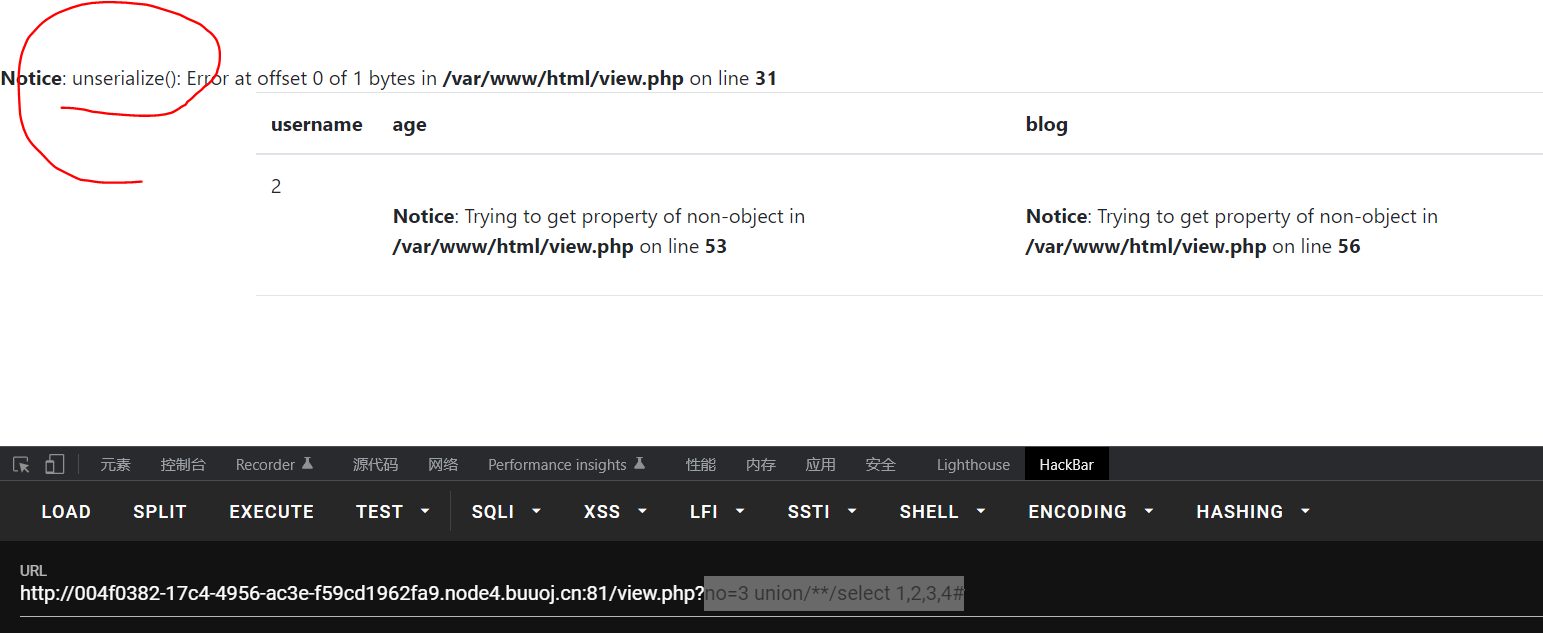 Notice: unserialize(): Error at offset 0 of 1 bytes in /var/www/html/view.php on line 31
username age blog
2
Notice: Trying to get property of non-object in
/var/www/html/view.php on line 53
Notice: Trying to get property of non-object in
/var/www/html/view.php on line 56
元素 控制台 Recorder 源代码 网络 Performance insights 性能 内存 应用 安全 Lighthouse HackBar
LOAD SPLIT EXECUTE TEST SQLI XSS LFI SSTI SHELL ENCODING HASHING
URL
http://004f0382-17c4-4956-ac3e-f59cd1962fa9.node4.buuoj.cn:81/view.php?no=3 union/**/select 1,2,3,4#